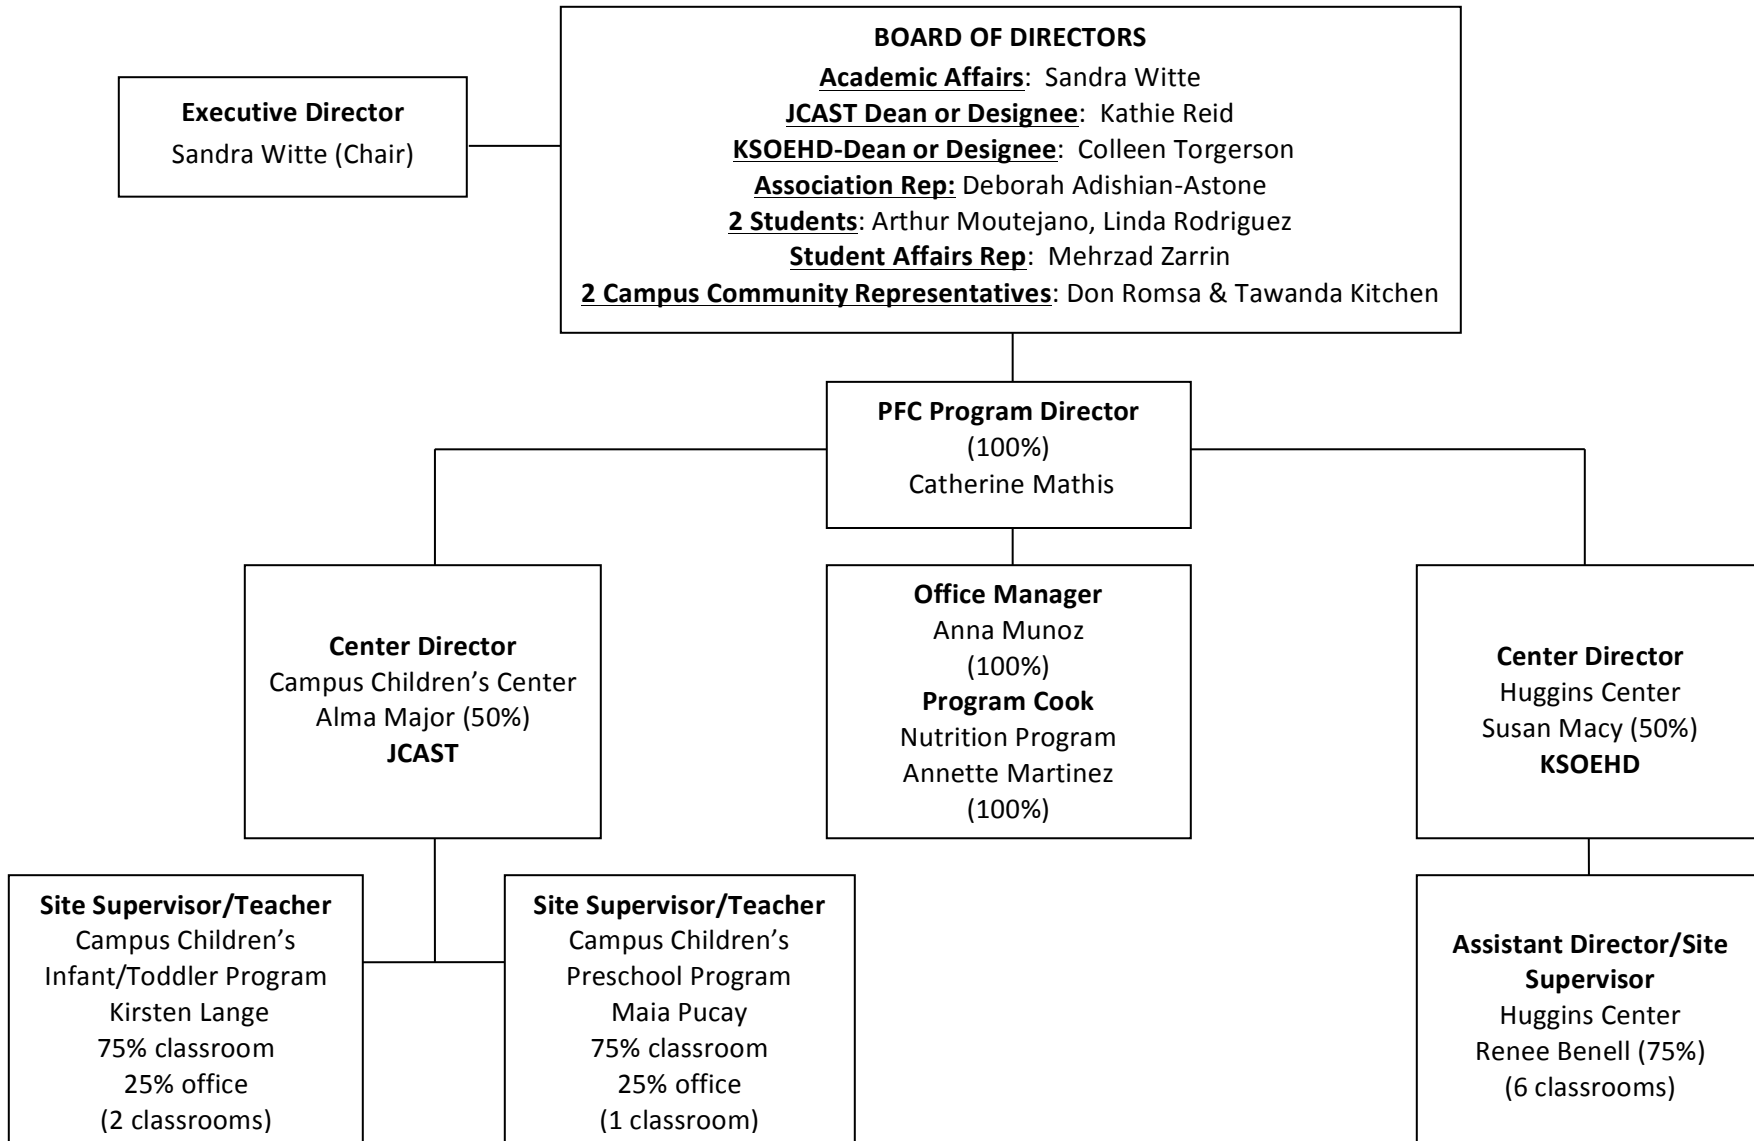 BOARD OF DIRECTORS
Academic Affairs:  Sandra Witte
JCAST Dean or Designee:  Kathie Reid
KSOEHD-Dean or Designee:  Colleen Torgerson
Association Rep: Deborah Adishian-Astone
2 Students: Arthur Moutejano, Linda Rodriguez
Student Affairs Rep:  Mehrzad Zarrin
2 Campus Community Representatives: Don Romsa & Tawanda Kitchen
Executive Director
Sandra Witte (Chair)
PFC Program Director
(100%)
Catherine Mathis
Center Director
Campus Children’s Center
Alma Major (50%)
JCAST
Office Manager
Anna Munoz
(100%)
Program Cook
Nutrition Program
Annette Martinez
(100%)
Center Director
Huggins Center
Susan Macy (50%)
KSOEHD
Site Supervisor/Teacher
Campus Children’s
Infant/Toddler Program
Kirsten Lange
75% classroom
25% office
(2 classrooms)
Site Supervisor/Teacher
Campus Children’s
Preschool Program
Maia Pucay
75% classroom
25% office
(1 classroom)
Assistant Director/Site
Supervisor
Huggins Center
Renee Benell (75%)
(6 classrooms)